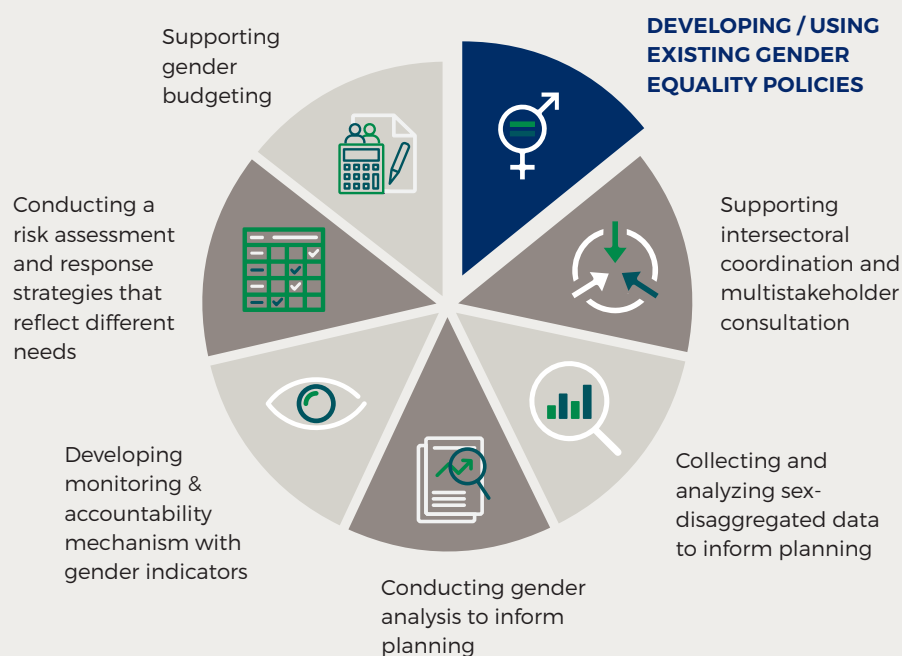 Supporting
gender
budgeting
DEVELOPING / USING
EXISTING GENDER
EQUALITY POLICIES
Supporting
intersectoral
coordination and
multistakeholder
consultation
Collecting and
analyzing sex-
disaggregated data
to inform planning
Conducting gender
analysis to inform
planning
Developing
monitoring &
accountability
mechanism with
gender indicators
Conducting a
risk assessment
and response
strategies that
reflect different
needs